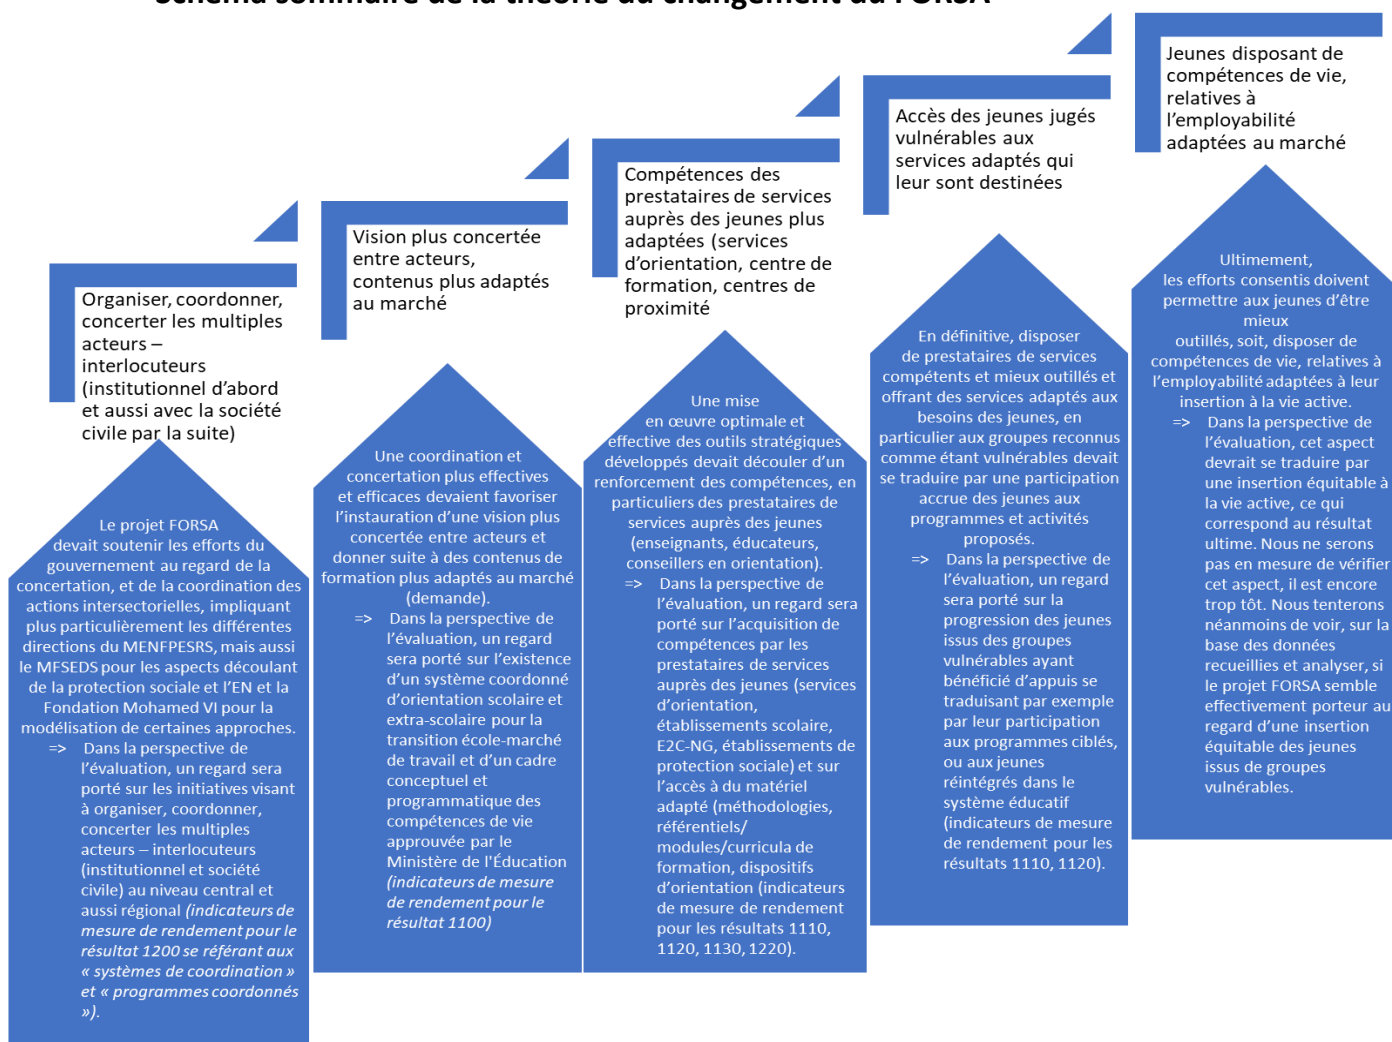 Schéma sommaire de la théorie du changement du FORSA
Organiser, coordonner,
concerter les multiples
acteurs –
interlocuteurs
(institutionnel d’abord
et aussi avec la société
civile par la suite)
Le projet FORSA
devait soutenir les efforts du
gouvernement au regard de la
concertation, et de la coordination des
actions intersectorielles, impliquant
plus particulièrement les différentes
directions du MENFPESRS, mais aussi
le MFSEDS pour les aspects découlant
de la protection sociale et l’EN et la
Fondation Mohamed VI pour la
modélisation de certaines approches.
=> Dans la perspective de
l’évaluation, un regard sera
porté sur les initiatives visant
à organiser, coordonner,
concerter les multiples
acteurs – interlocuteurs
(institutionnel et société
civile) au niveau central et
aussi régional (indicateurs de
mesure de rendement pour le
résultat 1200 se référant aux
« systèmes de coordination »
et « programmes coordonnés
»).
Vision plus concertée
entre acteurs,
contenus plus adaptés
au marché
Une coordination et
concertation plus effectives
et efficaces devaient favoriser
l’instauration d’une vision plus
concertée entre acteurs et
donner suite à des contenus de
formation plus adaptés au marché
(demande).
=> Dans la perspective de
l’évaluation, un regard
sera porté sur l’existence
d’un système coordonné
d’orientation scolaire et
extra-scolaire pour la
transition école-marché
de travail et d’un cadre
conceptuel et
programmatique des
compétences de vie
approuvée par le
Ministère de l'Éducation
(indicateurs de mesure
de rendement pour le
résultat 1100)
Compétences des
prestataires de services
auprès des jeunes plus
adaptées (services
d’orientation, centre de
formation, centres de
proximité
Une mise
en œuvre optimale et
effective des outils stratégiques
développés devait découler d’un
renforcement des compétences, en
particuliers des prestataires de
services auprès des jeunes
(enseignants, éducateurs,
conseillers en orientation).
=> Dans la perspective de
l’évaluation, un regard sera
porté sur l’acquisition de
compétences par les
prestataires de services
auprès des jeunes (services
d’orientation,
établissements scolaire,
E2C-NG, établissements de
protection sociale) et sur
l’accès à du matériel
adapté (méthodologies,
référentiels/
modules/curricula de
formation, dispositifs
d’orientation (indicateurs
de mesure de rendement
pour les résultats 1110,
1120, 1130, 1220).
Accès des jeunes jugés
vulnérables aux
services adaptés qui
leur sont destinées
En définitive, disposer
de prestataires de services
compétents et mieux outillés et
offrant des services adaptés aux
besoins des jeunes, en
particulier aux groupes reconnus
comme étant vulnérables devait
se traduire par une participation
accrue des jeunes aux
programmes et activités
proposés.
=> Dans la perspective de
l’évaluation, un regard
sera porté sur la
progression des jeunes
issus des groupes
vulnérables ayant
bénéficié d’appuis se
traduisant par exemple
par leur participation
aux programmes ciblés,
ou aux jeunes
réintégrés dans le
système éducatif
(indicateurs de mesure
de rendement pour les
résultats 1110, 1120).
Jeunes disposant de
compétences de vie,
relatives à
l’employabilité
adaptées au marché
Ultimement,
les efforts consentis doivent
permettre aux jeunes d’être
mieux
outillés, soit, disposer de
compétences de vie, relatives à
l’employabilité adaptées à leur
insertion à la vie active.
=> Dans la perspective de
l’évaluation, cet aspect
devrait se traduire par
une insertion équitable à
la vie active, ce qui
correspond au résultat
ultime. Nous ne serons
pas en mesure de vérifier
cet aspect, il est encore
trop tôt. Nous tenterons
néanmoins de voir, sur la
base des données
recueillies et analyser, si
le projet FORSA semble
effectivement porteur au
regard d’une insertion
équitable des jeunes
issus de groupes
vulnérables.